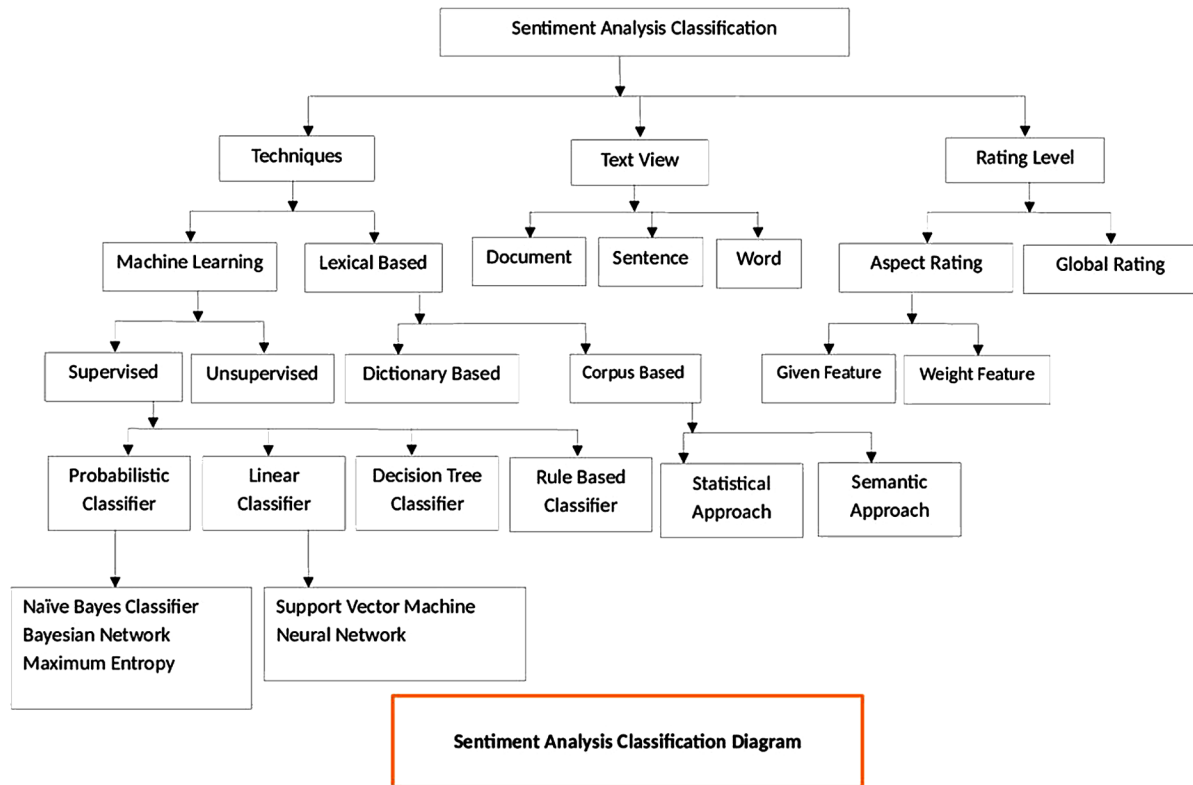 Sentiment Analysis Classification
Techniques
Text View
Rating Level
Machine Learning
Lexical Based
Document
Sentence
Word
Aspect Rating
Global Rating
Supervised
Unsupervised
Dictionary Based
Corpus Based
Given Feature
Weight Feature
Probabilistic
Classifier
Linear
Classifier
Decision Tree
Classifier
Rule Based
Classifier
Statistical
Approach
Semantic
Approach
Naïve Bayes Classifier
Bayesian Network
Maximum Entropy
Support Vector Machine
Neural Network
Sentiment Analysis Classification Diagram